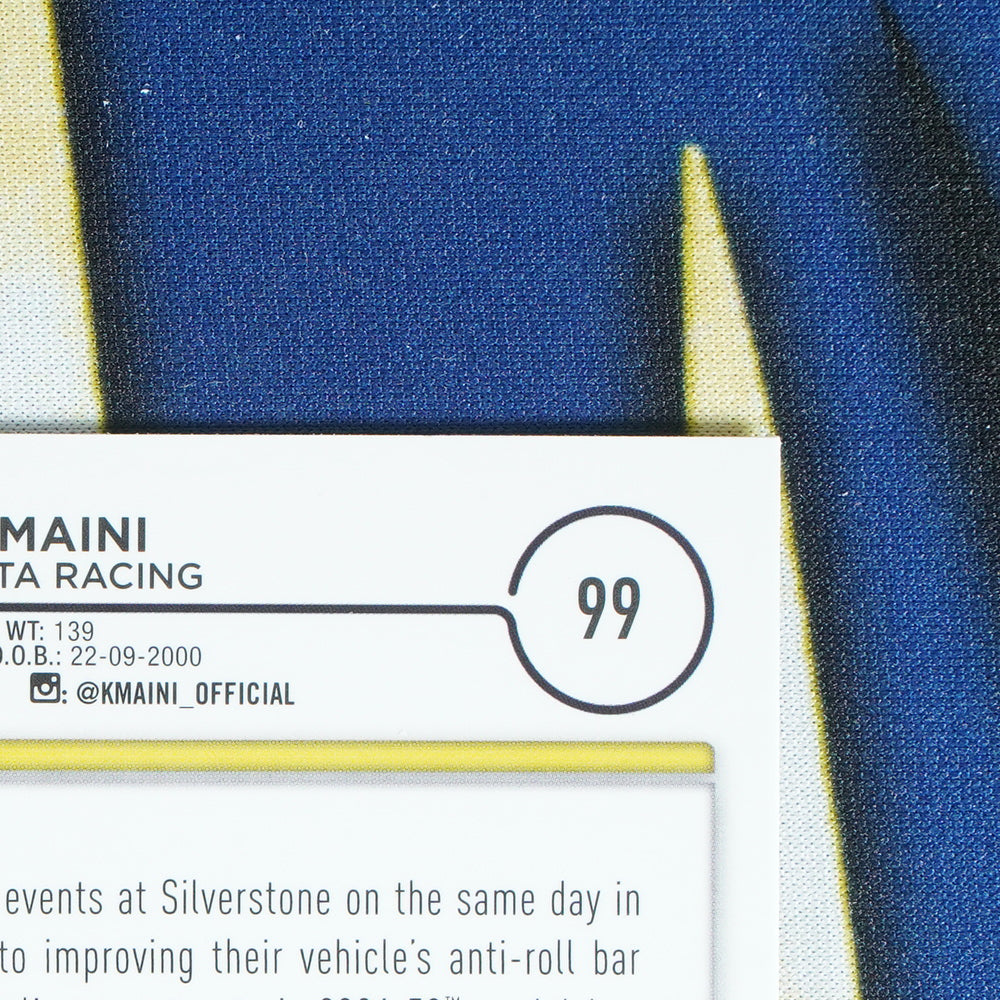 MAINI
TA RACING
99
WT: 139
D.O.B.: 22-09-2000
: @KMAINI_OFFICIAL
events at Silverstone on the same day in
to improving their vehicle's anti-roll bar